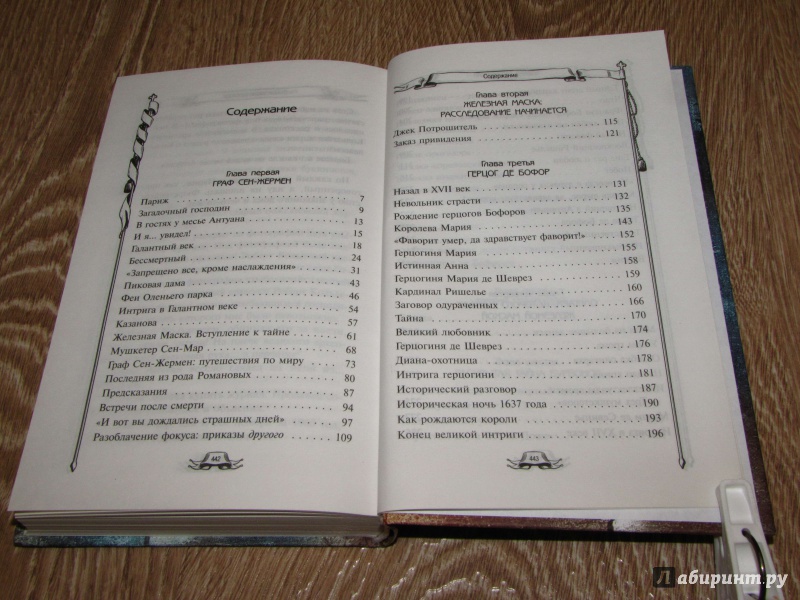 Содержание
Глава первая
ГРАФ СЕН-ЖЕРМЕН
Париж . . . . . . . . . . 7
Загадочный господин . . . . . . . . . . 9
В гостях у месье Антуана . . . . . . . . . . 13
И я... увидел! . . . . . . . . . . 15
Галантный век . . . . . . . . . . 18
Бессмертный . . . . . . . . . . 24
«Запрещено все, кроме наслаждения» . . . . . . . . . . 31
Пиковая дама . . . . . . . . . . 43
Феи Оленьего парка . . . . . . . . . . 46
Интрига в Галантном веке . . . . . . . . . . 54
Казанова . . . . . . . . . . 57
Железная Маска. Вступление к тайне . . . . . . . . . . 61
Мушкетер Сен-Мар . . . . . . . . . . 68
Граф Сен-Жермен: путешествия по миру . . . . . . . . . . 73
Последняя из рода Романовых . . . . . . . . . . 80
Предсказания . . . . . . . . . . 87
Встречи после смерти . . . . . . . . . . 94
«И вот вы дождались страшных дней» . . . . . . . . . . 97
Разоблачение фокуса: приказы другого . . . . . . . . . . 109
442
Содержание
Глава вторая
ЖЕЛЕЗНАЯ МАСКА:
РАССЛЕДОВАНИЕ НАЧИНАЕТСЯ
Джек Потрошитель . . . . . . . . . . 115
Заказ привидения . . . . . . . . . . 121
Глава третья
ГЕРЦОГ ДЕ БОФОР
Назад в XVII век . . . . . . . . . . 131
Невольник страсти . . . . . . . . . . 132
Рождение герцогов Бофоров . . . . . . . . . . 135
Королева Мария . . . . . . . . . . 143
«Фаворит умер, да здравствует фаворит!» . . . . . . . . . . 152
Герцогиня Мария . . . . . . . . . . 155
Истинная Анна . . . . . . . . . . 158
Герцогиня Мария де Шеврез . . . . . . . . . . 159
Кардинал Ришелье . . . . . . . . . . 160
Заговор одураченных . . . . . . . . . . 166
Тайна . . . . . . . . . . 170
Великий любовник . . . . . . . . . . 174
Герцогиня де Шеврез . . . . . . . . . . 176
Диана-охотница . . . . . . . . . . 178
Интрига герцогини . . . . . . . . . . 181
Исторический разговор . . . . . . . . . . 187
Историческая ночь 1637 года . . . . . . . . . . 190
Как рождаются короли . . . . . . . . . . 193
Конец великой интриги . . . . . . . . . . 196
443
Лабиринт.ру